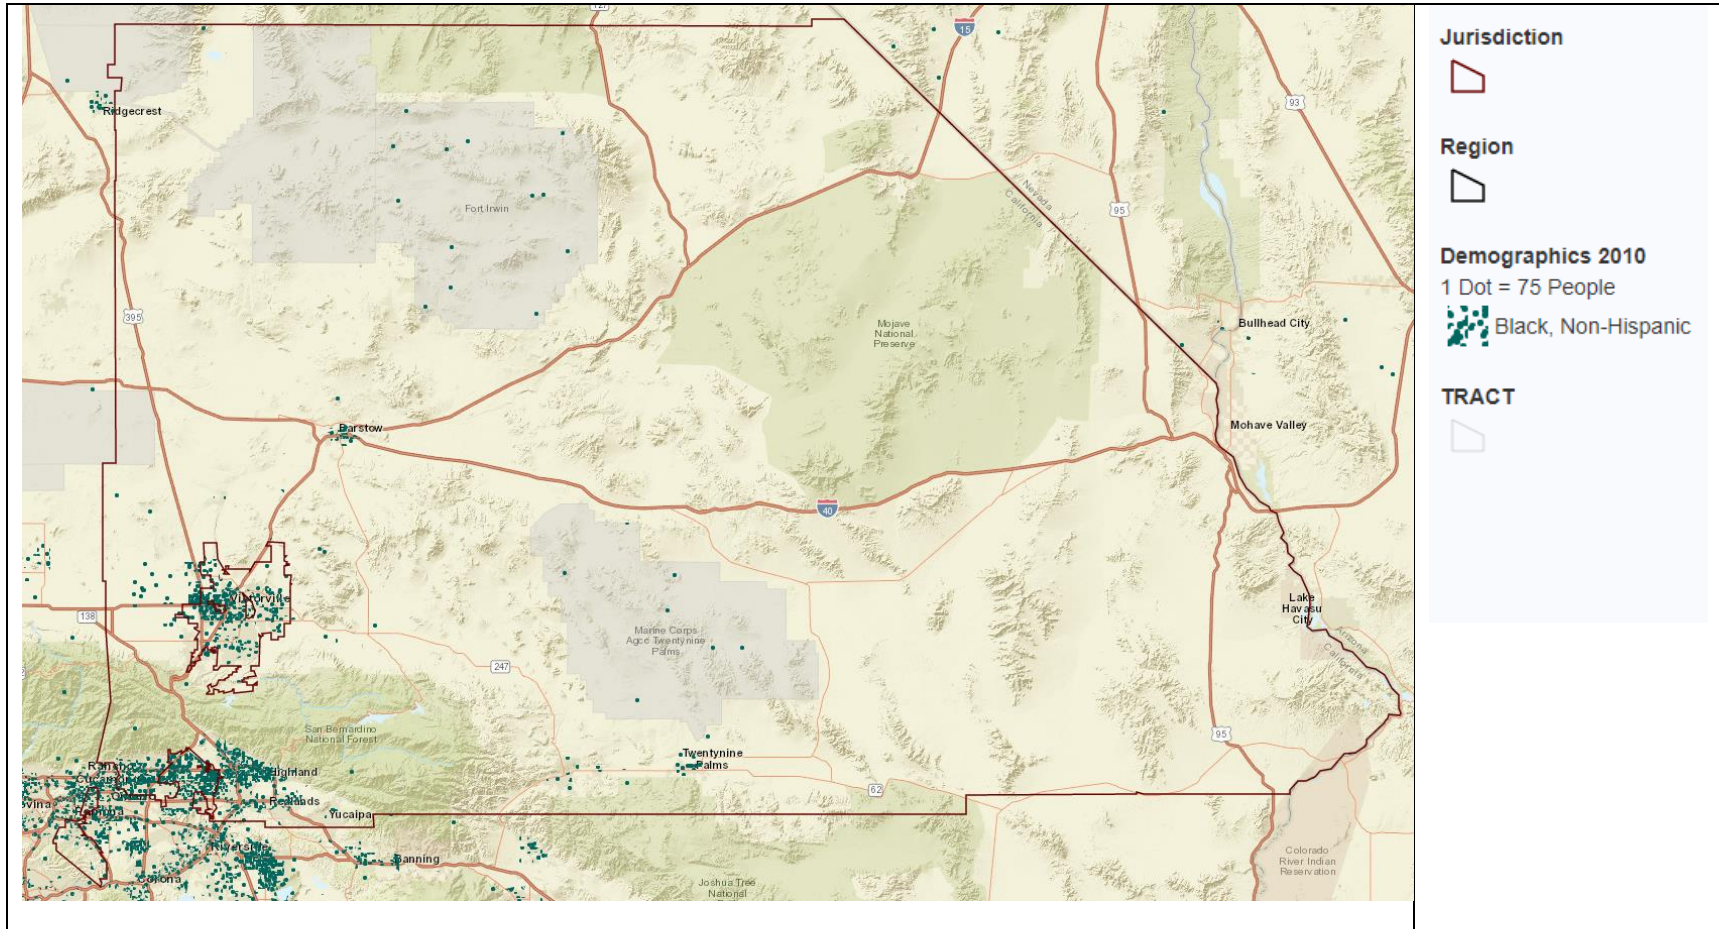 127
15
Ridgecrest
93
Fort Irwin
Nevada
California
95
395
Mojave
National
Preserve
Bullhead City
Barstow
Mohave Valley
40
Victorville
138
Marine Corps
Agcc Twentynine
Palms
Lake
Havasu
City
Arizona
California
247
San Bernardino
National Forest
95
Twentynine
Palms
Highland
62
Redlands
Yucaipa
Banning
Corona
Joshua Tree
National
Colorado
River Indian
Reservation
Jurisdiction
Region
Demographics 2010
1 Dot = 75 People
Black, Non-Hispanic
TRACT